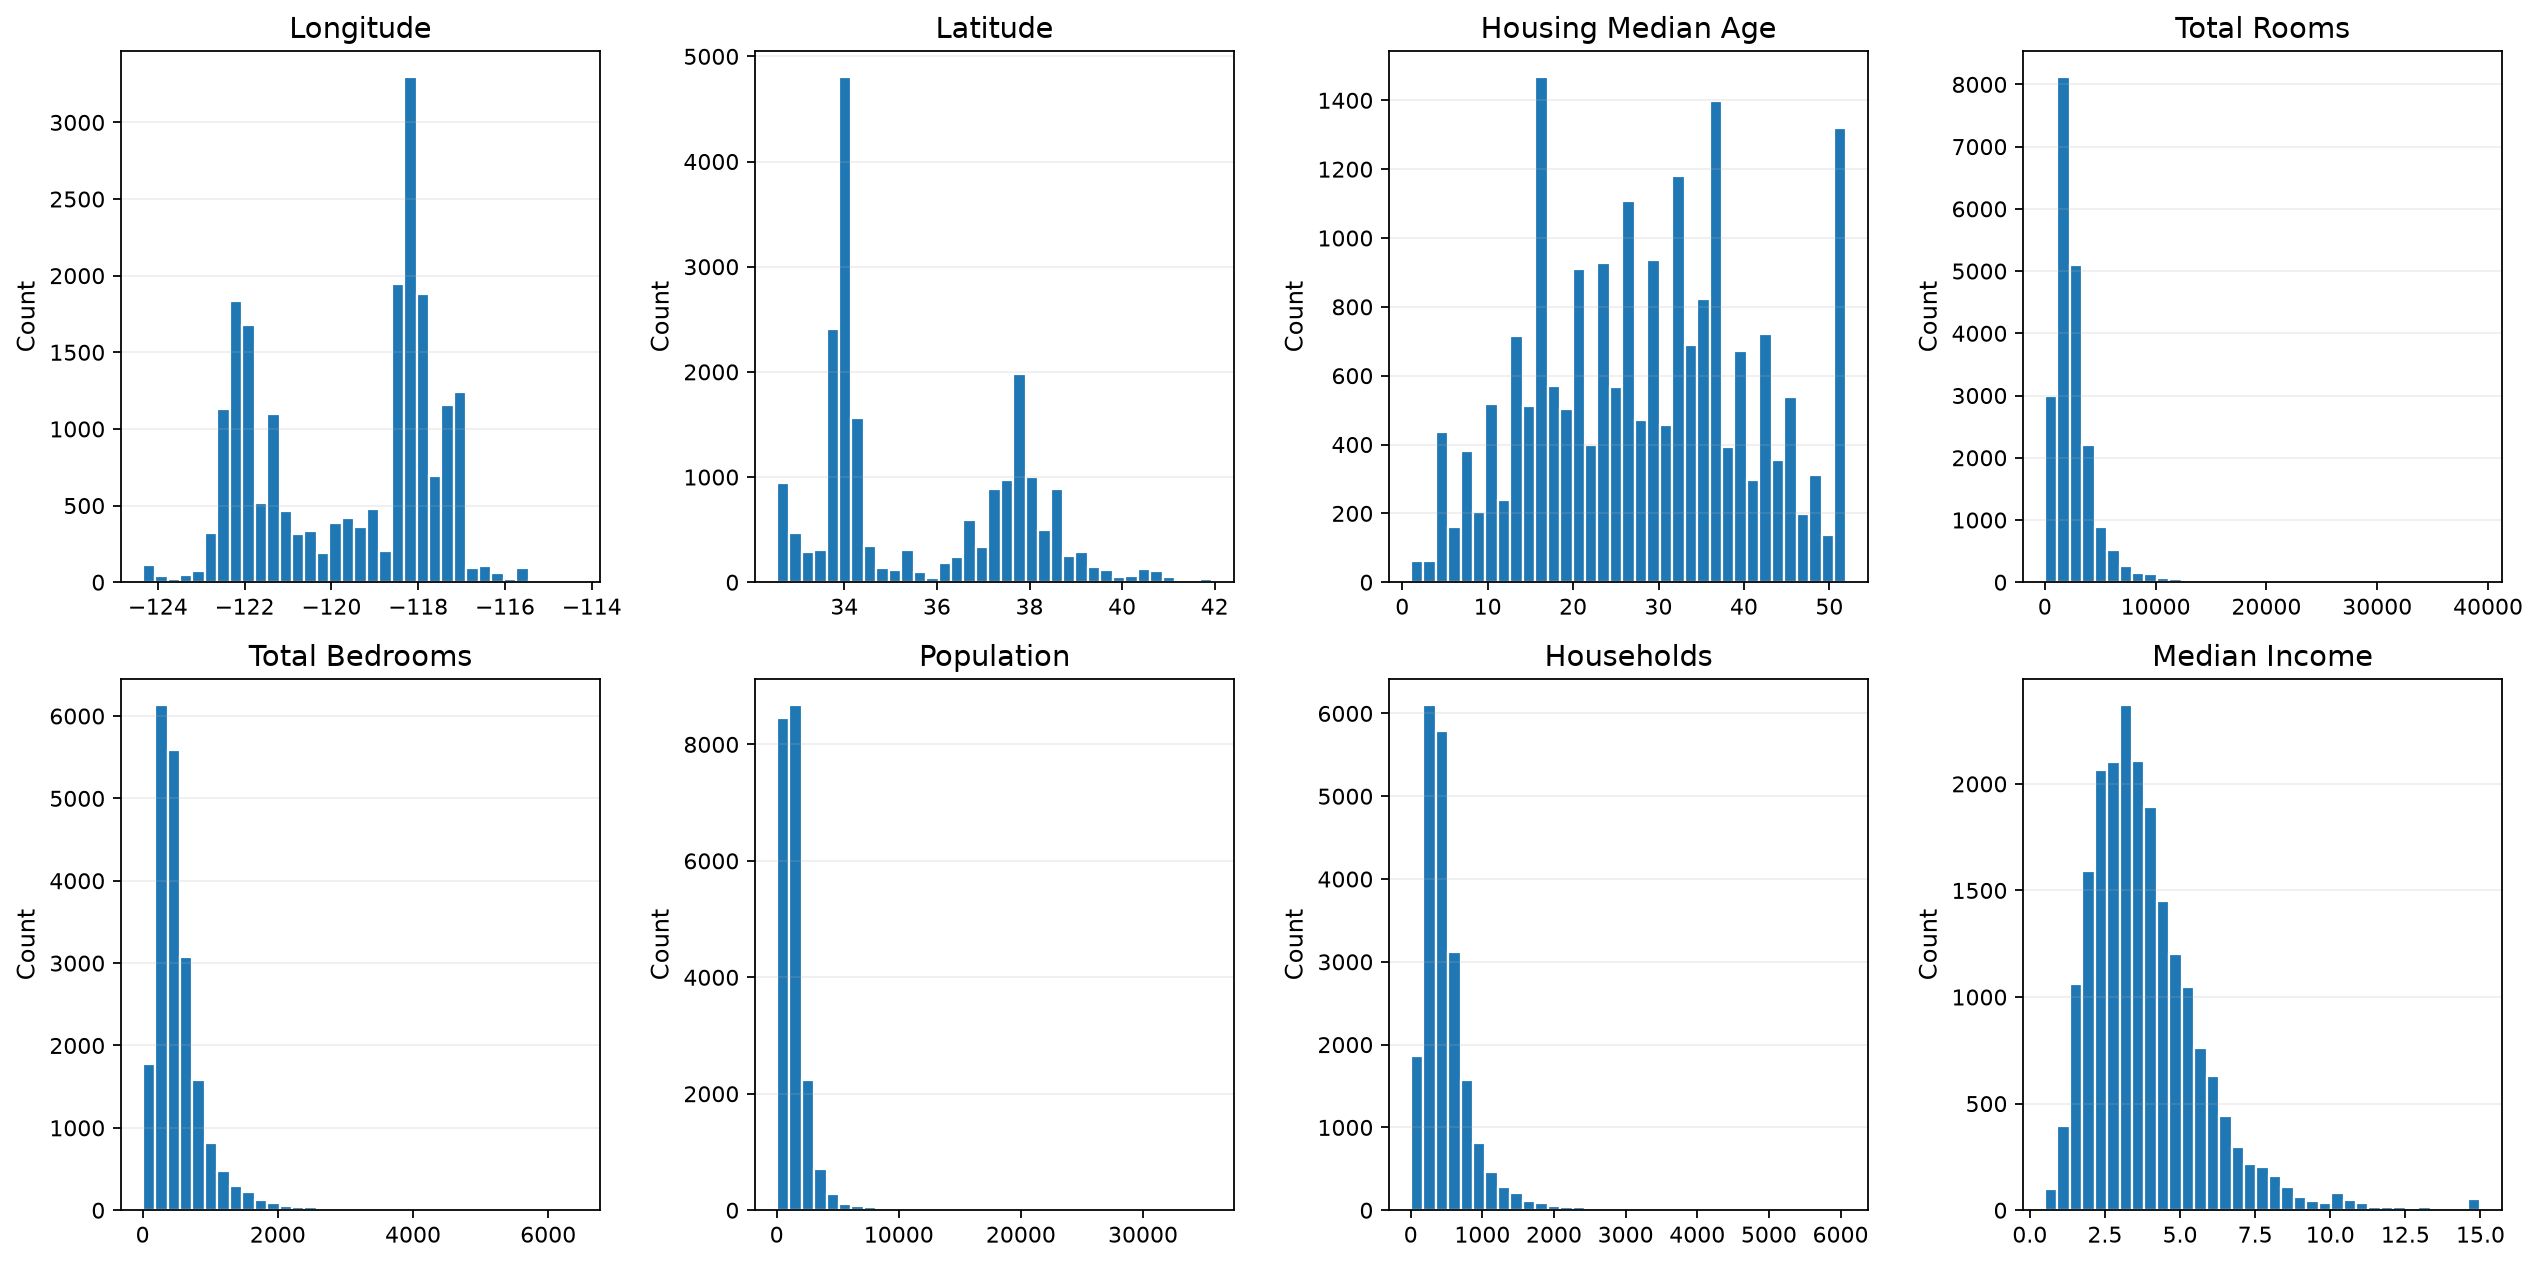 Longitude
Count
3000
2500
2000
1500
1000
500
0
−124 −122 −120 −118 −116 −114
Latitude
Count
5000
4000
3000
2000
1000
0
34 36 38 40 42
Housing Median Age
Count
1400
1200
1000
800
600
400
200
0
0 10 20 30 40 50
Total Rooms
Count
8000
7000
6000
5000
4000
3000
2000
1000
0
0 10000 20000 30000 40000
Total Bedrooms
Count
6000
5000
4000
3000
2000
1000
0
0 2000 4000 6000
Population
Count
8000
6000
4000
2000
0
0 10000 20000 30000
Households
Count
6000
5000
4000
3000
2000
1000
0
0 1000 2000 3000 4000 5000 6000
Median Income
Count
2000
1500
1000
500
0
0.0 2.5 5.0 7.5 10.0 12.5 15.0